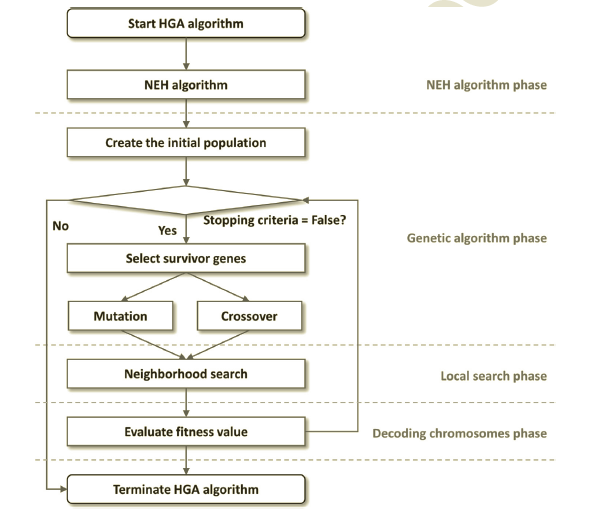 Start HGA algorithm
NEH algorithm
NEH algorithm phase
Create the initial population
No
Stopping criteria = False?
Yes
Genetic algorithm phase
Select survivor genes
Mutation
Crossover
Neighborhood search
Local search phase
Evaluate fitness value
Decoding chromosomes phase
Terminate HGA algorithm